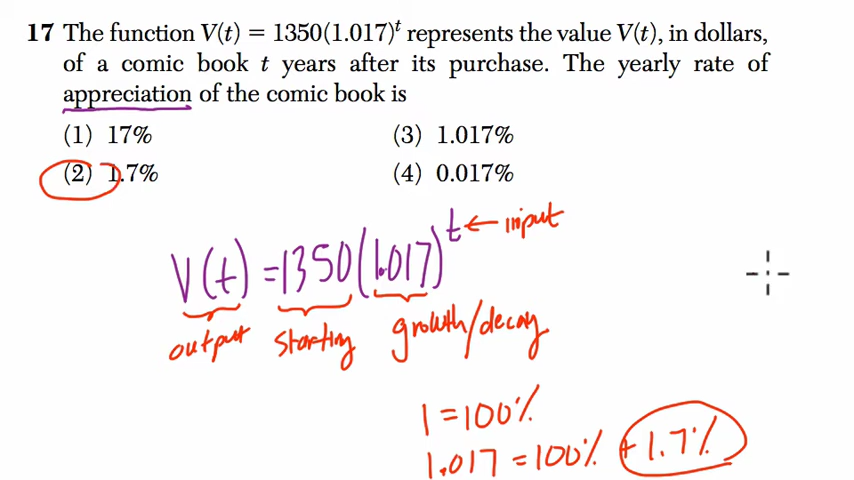 17 The function V(t) = 1350(1.017)^t represents the value V(t), in dollars,
of a comic book t years after its purchase. The yearly rate of
appreciation of the comic book is
(1) 17% (3) 1.017%
(2) 1.7% (4) 0.017%
V(t) = 1350(1.017)^t ← input
output starting growth/decay
1 = 100%
1.017 = 100% + 1.7%